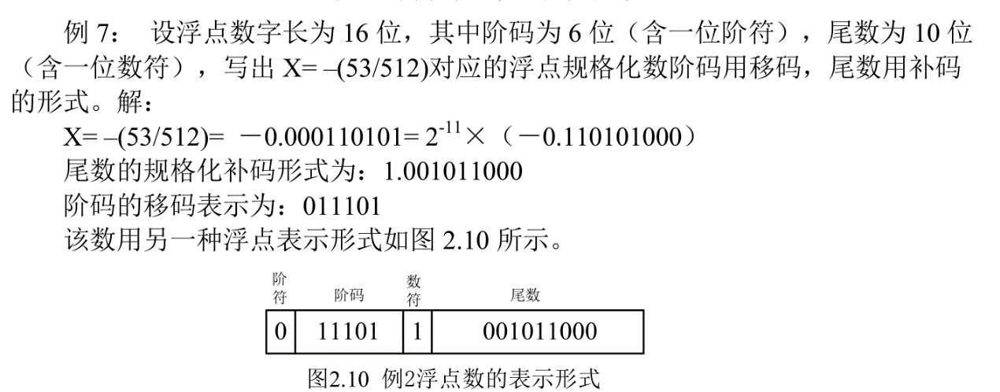 例 7： 设浮点数字长为 16 位，其中阶码为 6 位（含一位阶符），尾数为 10 位
（含一位数符），写出 X= –(53/512)对应的浮点规格化数阶码用移码，尾数用补码
的形式。解：
X= –(53/512)= －0.000110101= 2^-11×（－0.110101000）
尾数的规格化补码形式为：1.001011000
阶码的移码表示为：011101
该数用另一种浮点表示形式如图 2.10 所示。
阶符 阶码 数符 尾数
0 11101 1 001011000
图2.10 例2浮点数的表示形式